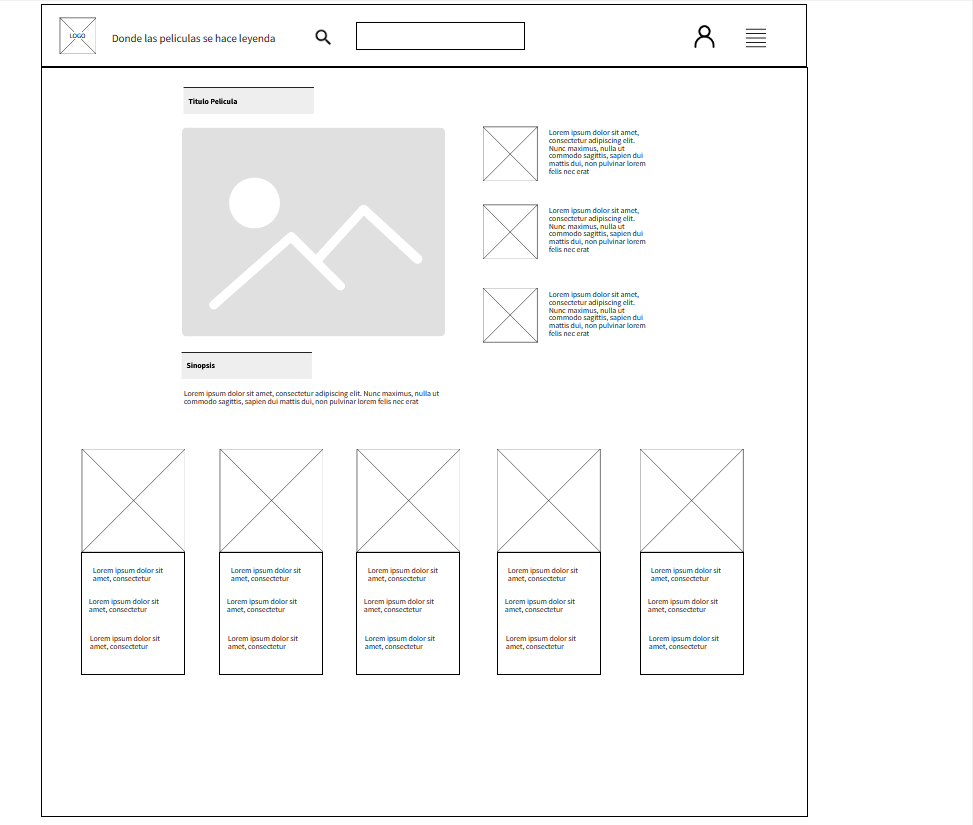 LOGO
Donde las peliculas se hace leyenda
Titulo Pelicula
Lorem ipsum dolor sit amet,
consectetur adipiscing elit.
Nunc maximus, nulla ut
commodo sagittis, sapien dui
mattis dui, non pulvinar lorem
felis nec erat
Lorem ipsum dolor sit amet,
consectetur adipiscing elit.
Nunc maximus, nulla ut
commodo sagittis, sapien dui
mattis dui, non pulvinar lorem
felis nec erat
Lorem ipsum dolor sit amet,
consectetur adipiscing elit.
Nunc maximus, nulla ut
commodo sagittis, sapien dui
mattis dui, non pulvinar lorem
felis nec erat
Sinopsis
Lorem ipsum dolor sit amet, consectetur adipiscing elit. Nunc maximus, nulla ut
commodo sagittis, sapien dui mattis dui, non pulvinar lorem felis nec erat
Lorem ipsum dolor sit
amet, consectetur
Lorem ipsum dolor sit
amet, consectetur
Lorem ipsum dolor sit
amet, consectetur
Lorem ipsum dolor sit
amet, consectetur
Lorem ipsum dolor sit
amet, consectetur
Lorem ipsum dolor sit
amet, consectetur
Lorem ipsum dolor sit
amet, consectetur
Lorem ipsum dolor sit
amet, consectetur
Lorem ipsum dolor sit
amet, consectetur
Lorem ipsum dolor sit
amet, consectetur
Lorem ipsum dolor sit
amet, consectetur
Lorem ipsum dolor sit
amet, consectetur
Lorem ipsum dolor sit
amet, consectetur
Lorem ipsum dolor sit
amet, consectetur
Lorem ipsum dolor sit
amet, consectetur